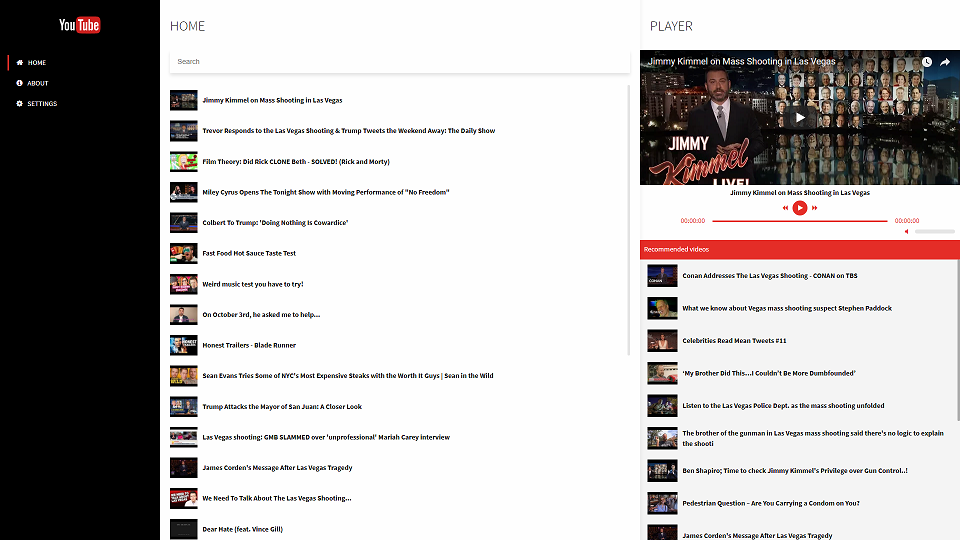 YouTube
HOME
ABOUT
SETTINGS
HOME
Search
Jimmy Kimmel on Mass Shooting in Las Vegas
Trevor Responds to the Las Vegas Shooting & Trump Tweets the Weekend Away: The Daily Show
Film Theory: Did Rick CLONE Beth - SOLVED! (Rick and Morty)
Miley Cyrus Opens The Tonight Show with Moving Performance of "No Freedom"
Colbert To Trump: 'Doing Nothing Is Cowardice'
Fast Food Hot Sauce Taste Test
Weird music test you have to try!
On October 3rd, he asked me to help...
Honest Trailers - Blade Runner
Sean Evans Tries Some of NYC's Most Expensive Steaks with the Worth It Guys | Sean in the Wild
Trump Attacks the Mayor of San Juan: A Closer Look
Las Vegas shooting: GMB SLAMMED over 'unprofessional' Mariah Carey interview
James Corden's Message After Las Vegas Tragedy
We Need To Talk About The Las Vegas Shooting...
Dear Hate (feat. Vince Gill)
PLAYER
Jimmy Kimmel on Mass Shooting in Las Vegas
JIMMY
Kimmel
LIVE!
Jimmy Kimmel on Mass Shooting in Las Vegas
00:00:00
00:00:00
Recommended videos
Conan Addresses The Las Vegas Shooting - CONAN on TBS
What we know about Vegas mass shooting suspect Stephen Paddock
Celebrities Read Mean Tweets #11
'My Brother Did This...I Couldn't Be More Dumbfounded'
Listen to the Las Vegas Police Dept. as the mass shooting unfolded
The brother of the gunman in Las Vegas mass shooting said there's no logic to explain
the shooti
Ben Shapiro; Time to check Jimmy Kimmel's Privilege over Gun Control..!
Pedestrian Question – Are You Carrying a Condom on You?
James Corden's Message After Las Vegas Tragedy